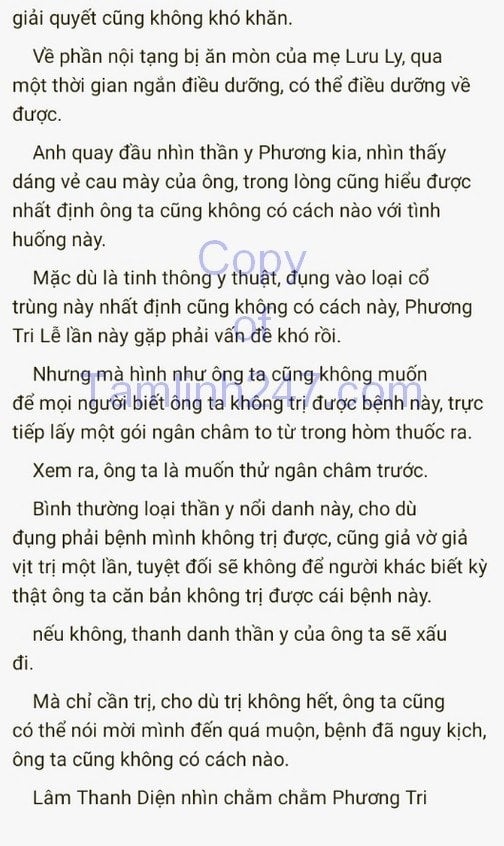 giải quyết cũng không khó khăn.
Về phần nội tạng bị ăn mòn của mẹ Lưu Ly, qua
một thời gian ngắn điều dưỡng, có thể điều dưỡng về
được.
Anh quay đầu nhìn thần y Phương kia, nhìn thấy
dáng vẻ cau mày của ông, trong lòng cũng hiểu được
nhất định ông ta cũng không có cách nào với tình
huống này.
Mặc dù là tinh thông y thuật, đụng vào loại cổ
trùng này nhất định cũng không có cách này, Phương
Tri Lễ lần này gặp phải vấn đề khó rồi.
Nhưng mà hình như ông ta cũng không muốn
để mọi người biết ông ta không trị được bệnh này, trực
tiếp lấy một gói ngân châm to từ trong hòm thuốc ra.
Xem ra, ông ta là muốn thử ngân châm trước.
Bình thường loại thần y nổi danh này, cho dù
đụng phải bệnh mình không trị được, cũng giả vờ giả
vịt trị một lần, tuyệt đối sẽ không để người khác biết kỳ
thật ông ta căn bản không trị được cái bệnh này.
nếu không, thanh danh thần y của ông ta sẽ xấu
đi.
Mà chỉ cần trị, cho dù trị không hết, ông ta cũng
có thể nói mời mình đến quá muộn, bệnh đã nguy kịch,
ông ta cũng không có cách nào.
Lâm Thanh Diện nhìn chằm chằm Phương Tri
Copy
of
Tamlinh247.com